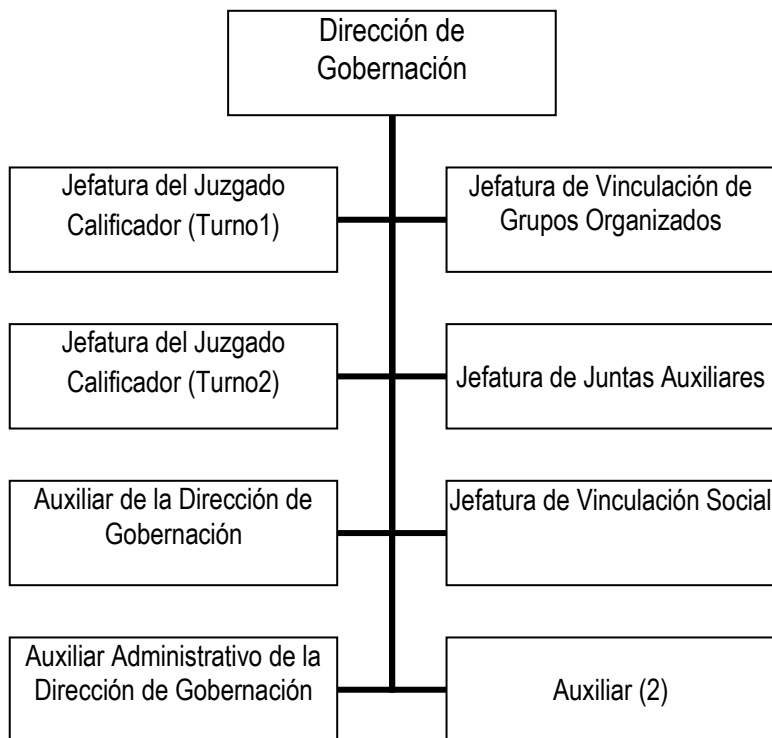 Dirección de
Gobernación
Jefatura del Juzgado
Calificador (Turno1)
Jefatura de Vinculación de
Grupos Organizados
Jefatura del Juzgado
Calificador (Turno2)
Jefatura de Juntas Auxiliares
Auxiliar de la Dirección de
Gobernación
Jefatura de Vinculación Social
Auxiliar Administrativo de la
Dirección de Gobernación
Auxiliar (2)